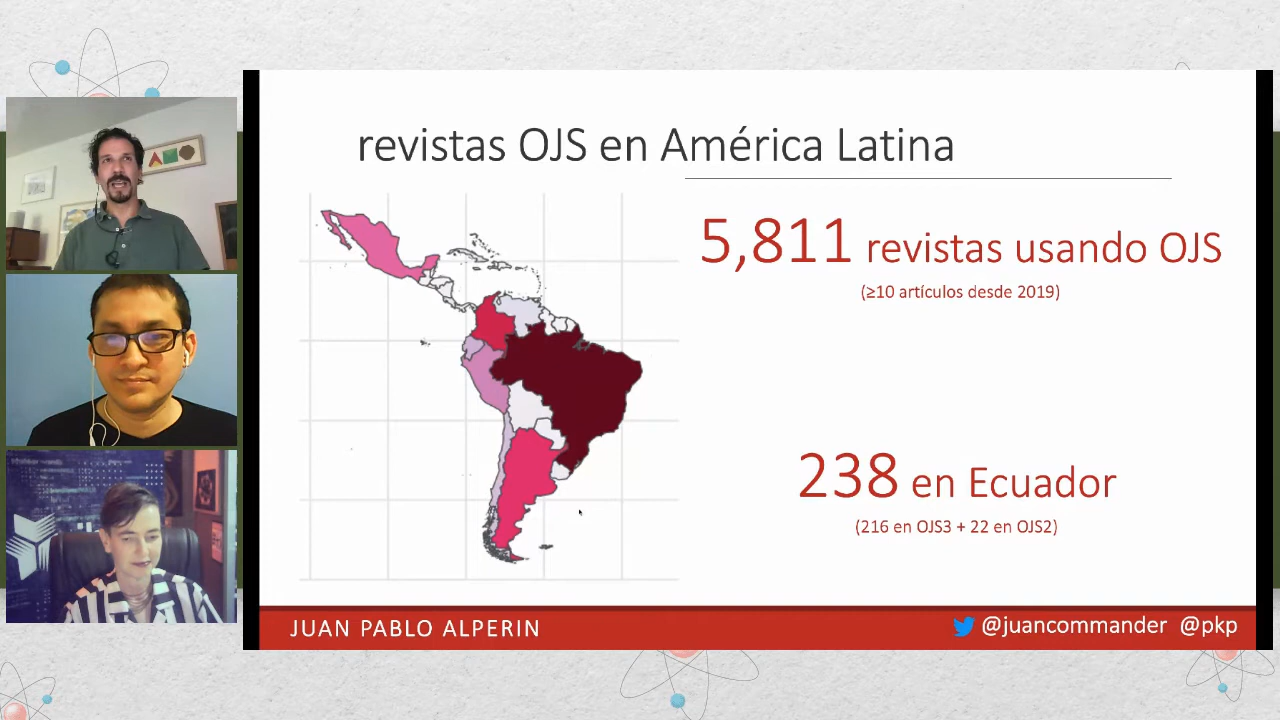 revistas OJS en América Latina
5,811 revistas usando OJS
(≥10 artículos desde 2019)
238 en Ecuador
(216 en OJS3 + 22 en OJS2)
JUAN PABLO ALPERIN
@juancommander @pkp